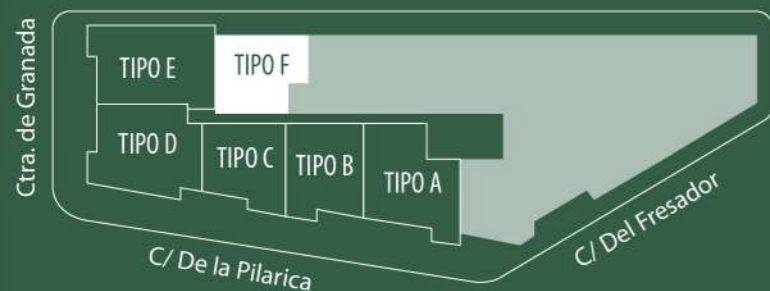 Ctra. de Granada
TIPO E
TIPO F
TIPO D
TIPO C
TIPO B
TIPO A
C/ De la Pilarica
C/ Del Fresador